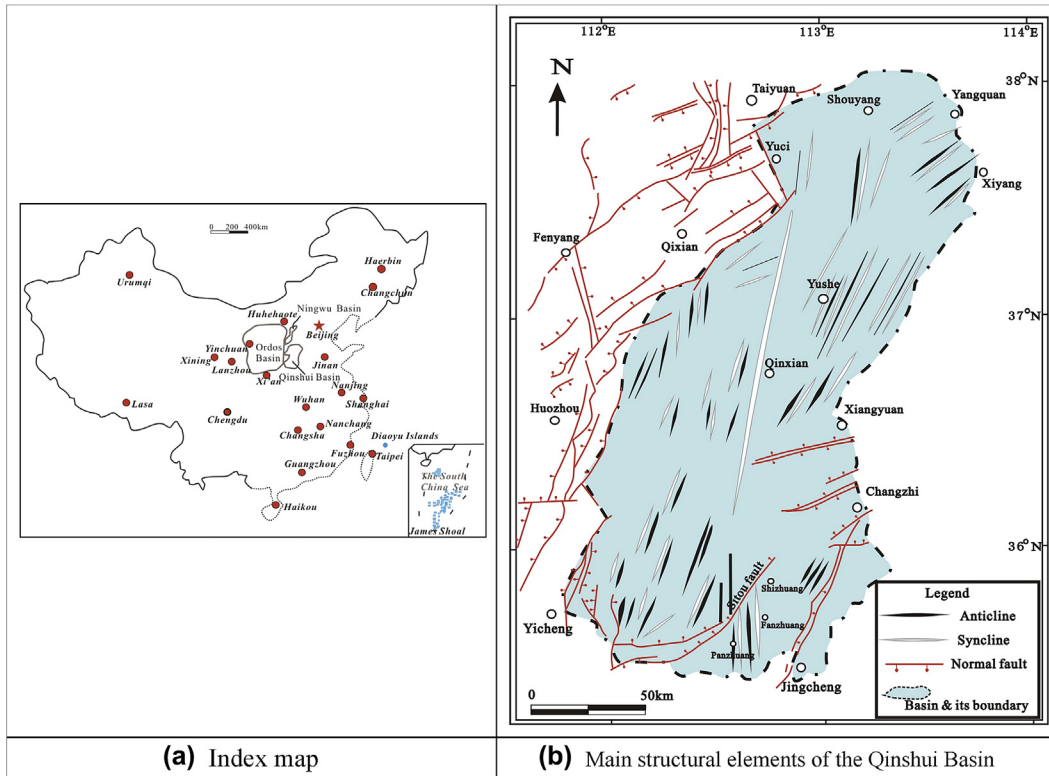 0 200 400km
Haerbin
Urumqi
Changchun
Ningwu Basin
Huhehaote
Beijing
Yinchuan
Ordos
Basin
Xining
Lanzhou
Jinan
Qinshui Basin
Xi'an
Nanjing
Lasa
Wuhan
Shanghai
Chengdu
Nanchang
Changsha
Diaoyu Islands
Fuzhou
Taipei
Guangzhou
The South
China Sea
Haikou
James Shoal
(a) Index map
112° 113° 114°
N
38°N
Taiyuan
Shouyang
Yangquan
Yuci
Xiyang
Fenyang
Qixian
Yushe
37°N
Qinxian
Huozhou
Xiangyuan
Changzhi
36°N
Sitou fault
Shizhuang
Yicheng
Fanzhuang
Panzhuang
Jingcheng
0 50km
Legend
Anticline
Syncline
Normal fault
Basin & its boundary
(b) Main structural elements of the Qinshui Basin